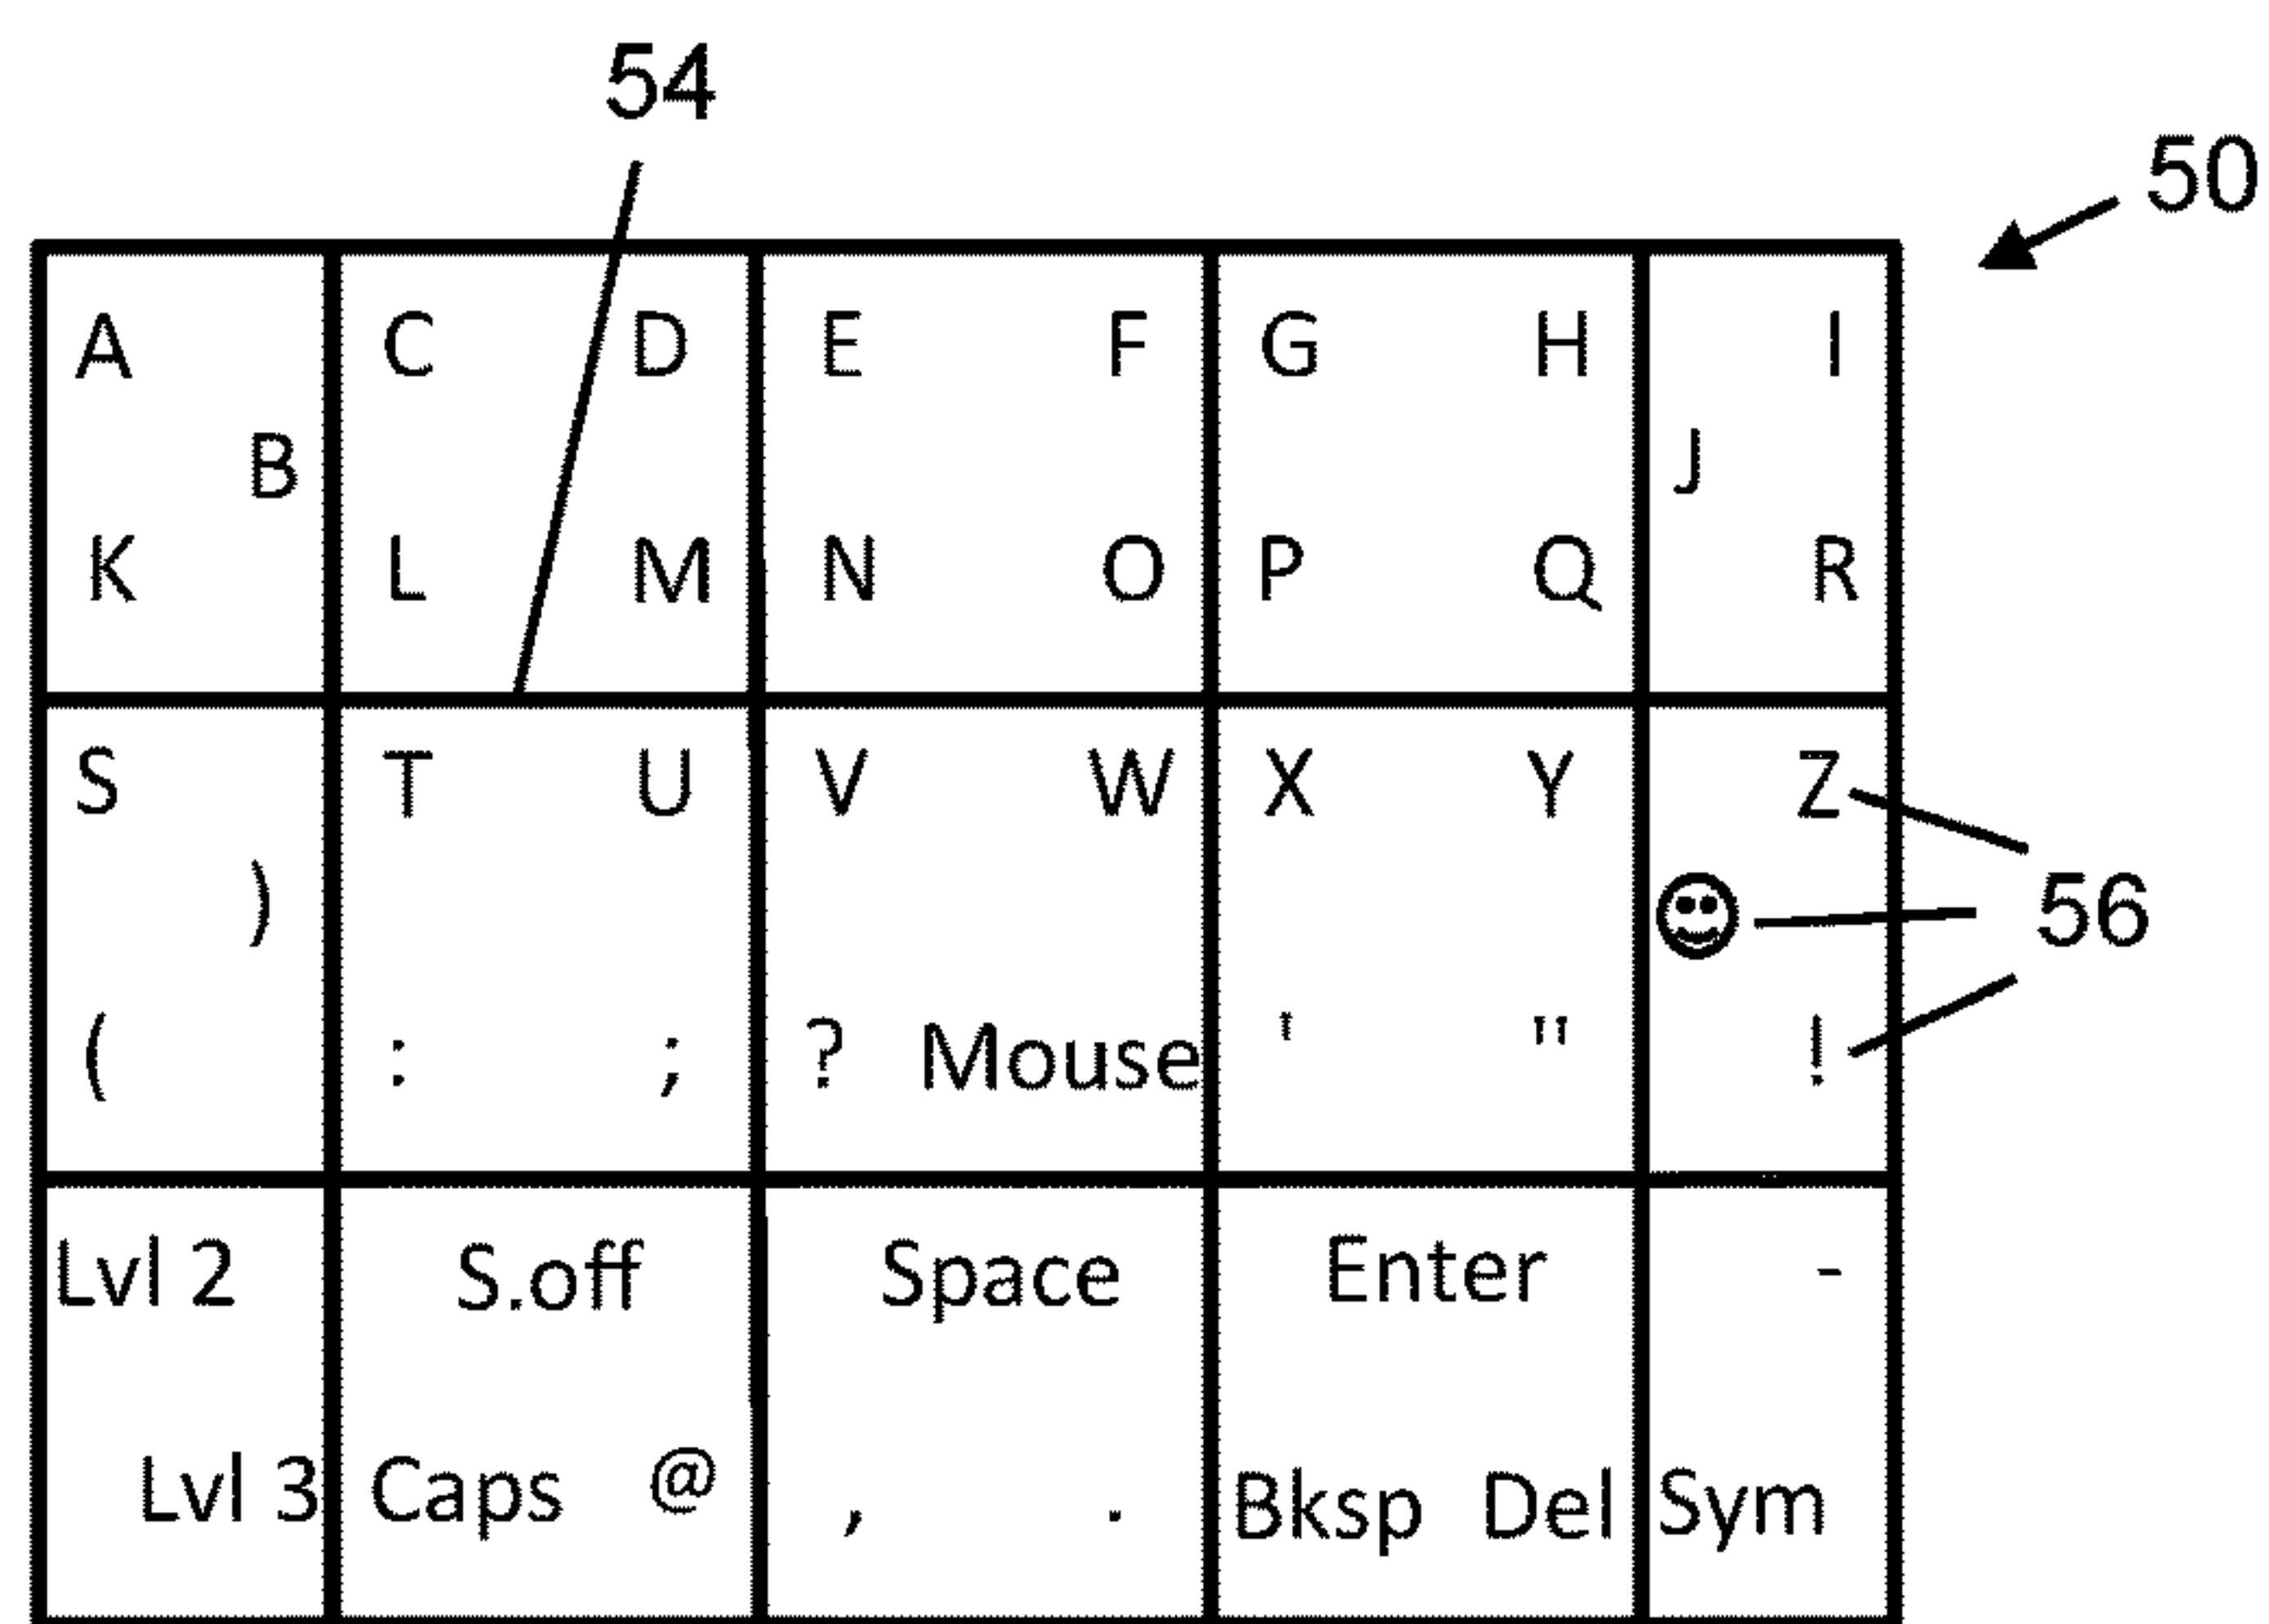 54
50
A C D E F G H I
B J
K L M N O P Q R
S T U V W X Y Z
) ☺ 56
( : ; ? Mouse ' " !
Lvl 2 S.off Space Enter -
Lvl 3 Caps @ , . Bksp Del Sym